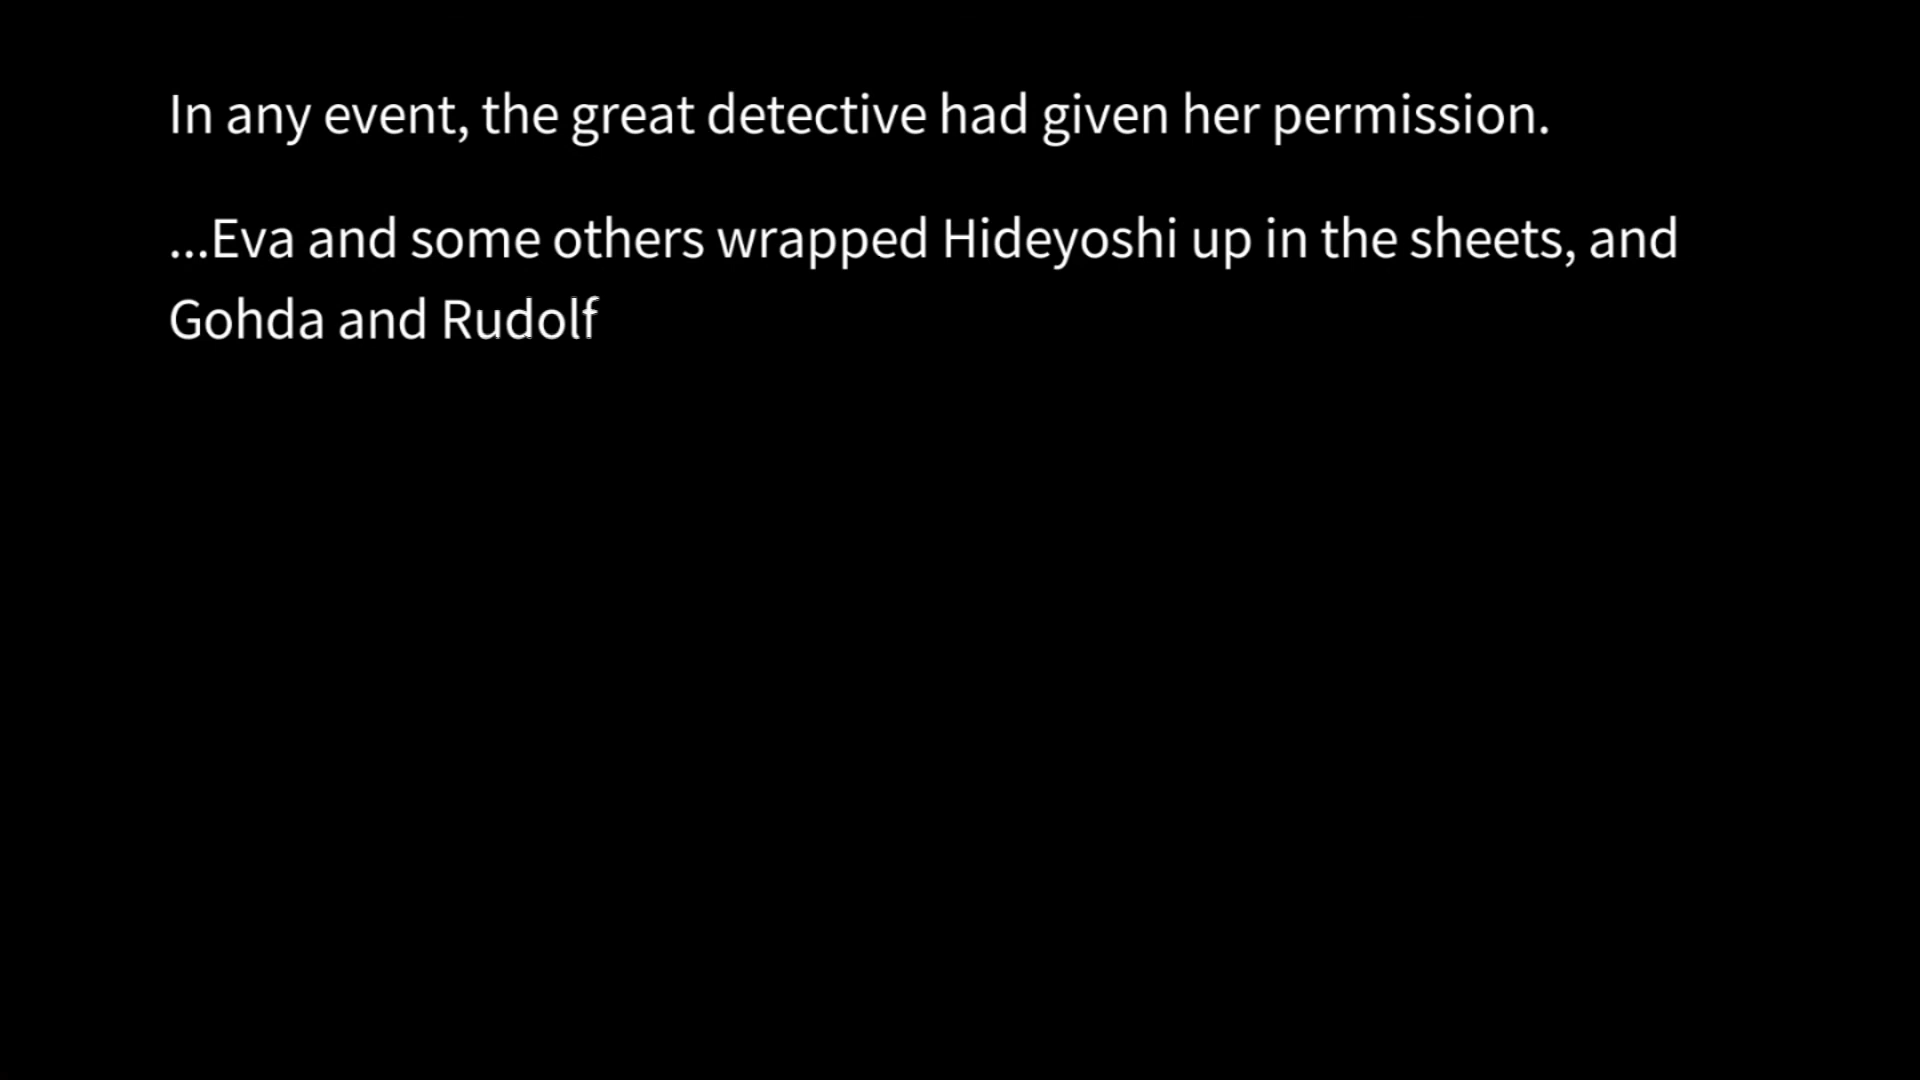 In any event, the great detective had given her permission.
...Eva and some others wrapped Hideyoshi up in the sheets, and
Gohda and Rudolf